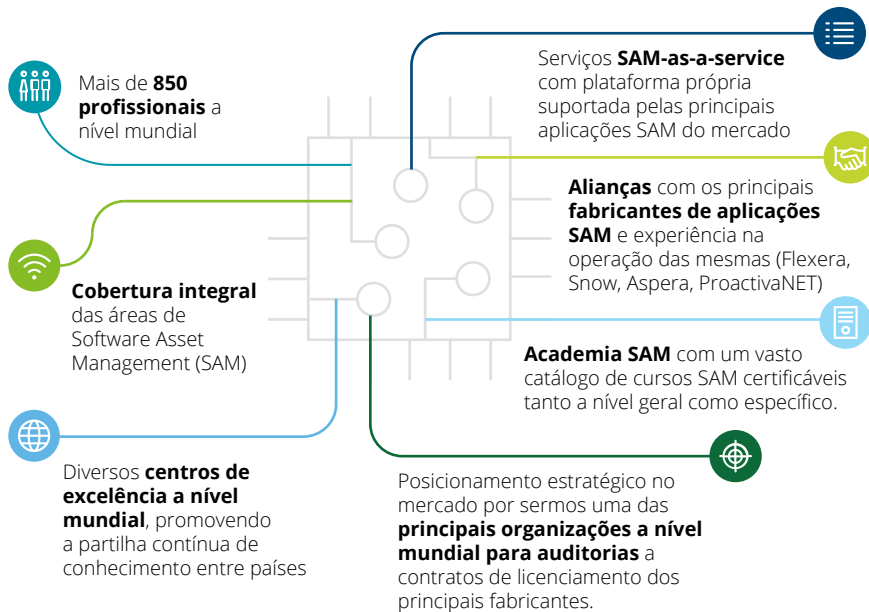 Mais de 850
profissionais a
nível mundial
Cobertura integral
das áreas de
Software Asset
Management (SAM)
Diversos centros de
excelência a nível
mundial, promovendo
a partilha contínua de
conhecimento entre países
Serviços SAM-as-a-service
com plataforma própria
suportada pelas principais
aplicações SAM do mercado
Alianças com os principais
fabricantes de aplicações
SAM e experiência na
operação das mesmas (Flexera,
Snow, Aspera, ProactivaNET)
Academia SAM com um vasto
catálogo de cursos SAM certificáveis
tanto a nível geral como específico.
Posicionamento estratégico no
mercado por sermos uma das
principais organizações a nível
mundial para auditorias a
contratos de licenciamento dos
principais fabricantes.